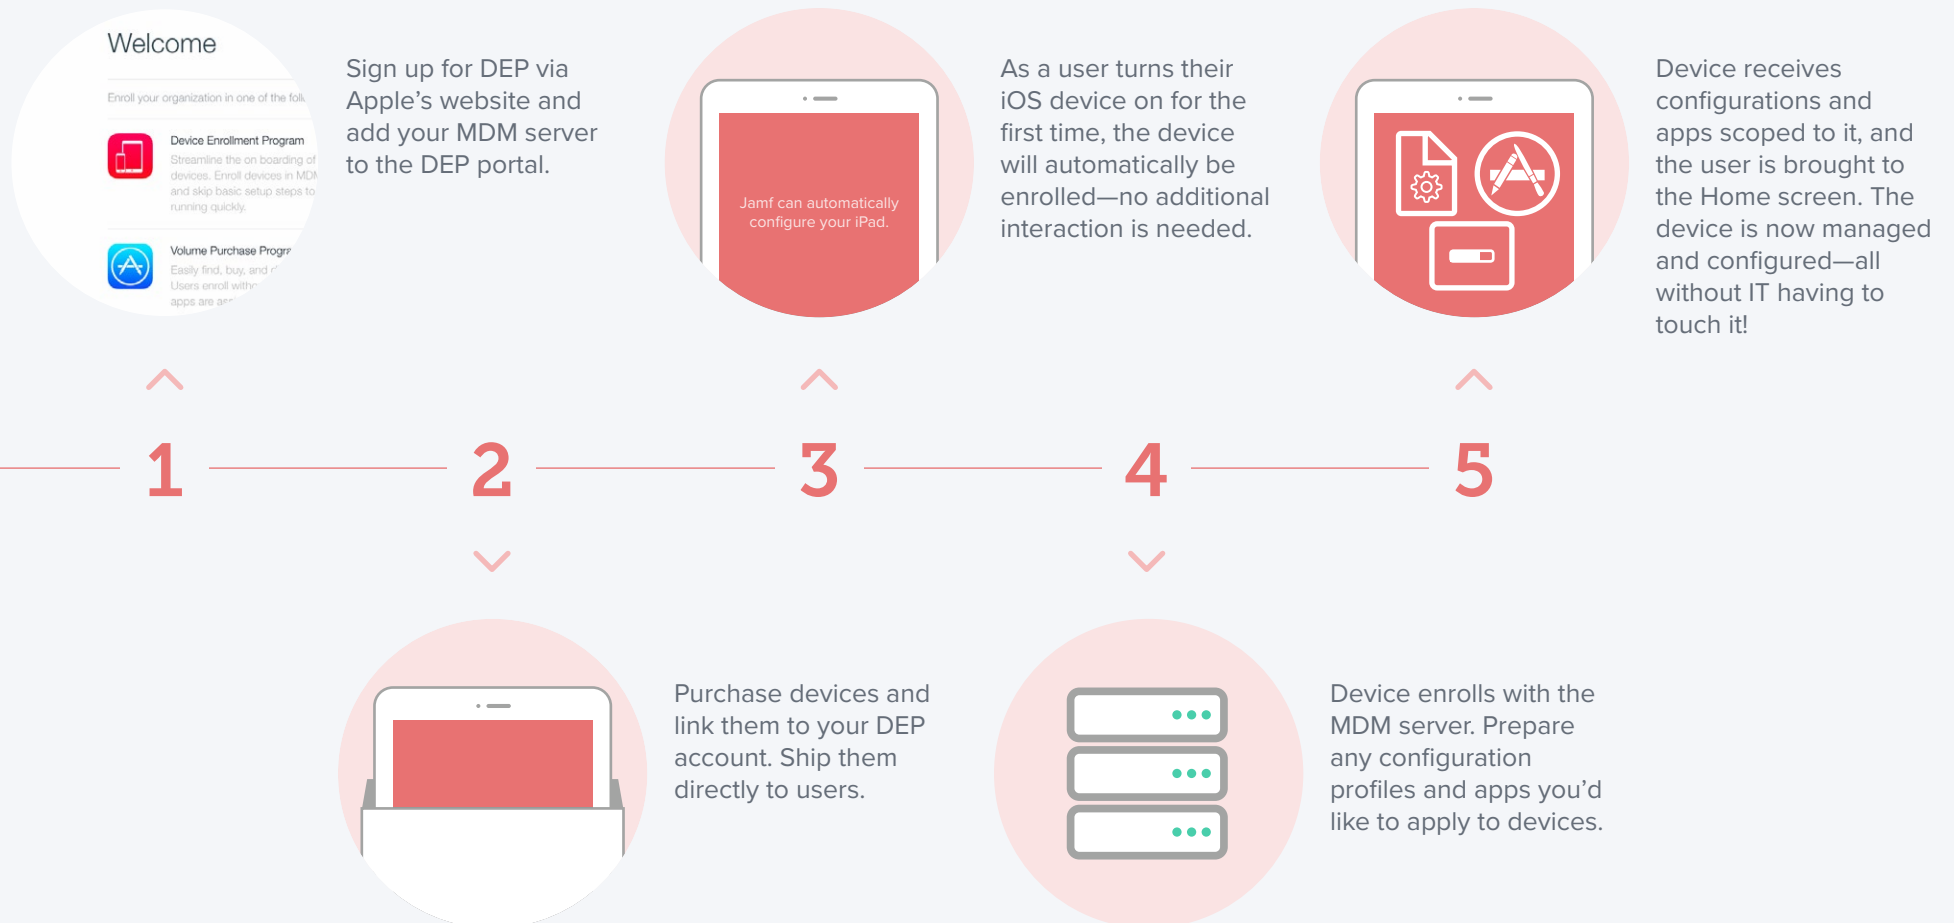 Welcome
Enroll your organization in one of the
Device Enrollment Program
Streamline the on boarding of
devices. Enroll devices in MDM
and skip basic setup steps to
running quickly.
Volume Purchase
Easily find, buy, and
Users enroll
apps are
Sign up for DEP via
Apple’s website and
add your MDM server
to the DEP portal.
Jamf can automatically
configure your iPad.
As a user turns their
iOS device on for the
first time, the device
will automatically be
enrolled—no additional
interaction is needed.
Device receives
configurations and
apps scoped to it, and
the user is brought to
the Home screen. The
device is now managed
and configured—all
without IT having to
touch it!
1
2
3
4
5
Purchase devices and
link them to your DEP
account. Ship them
directly to users.
Device enrolls with the
MDM server. Prepare
any configuration
profiles and apps you’d
like to apply to devices.